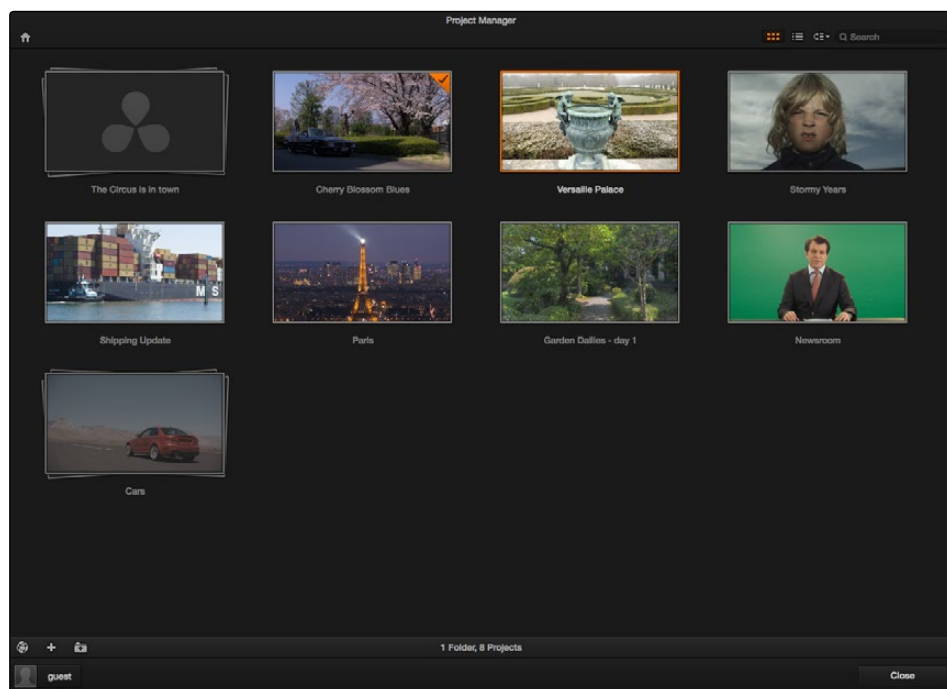 Project Manager
Search
The Circus is in town
Cherry Blossom Blues
Versaille Palace
Stormy Years
M S
Shipping Update
Paris
Garden Dailies - day 1
Newsroom
Cars
1 Folder, 8 Projects
guest
Close